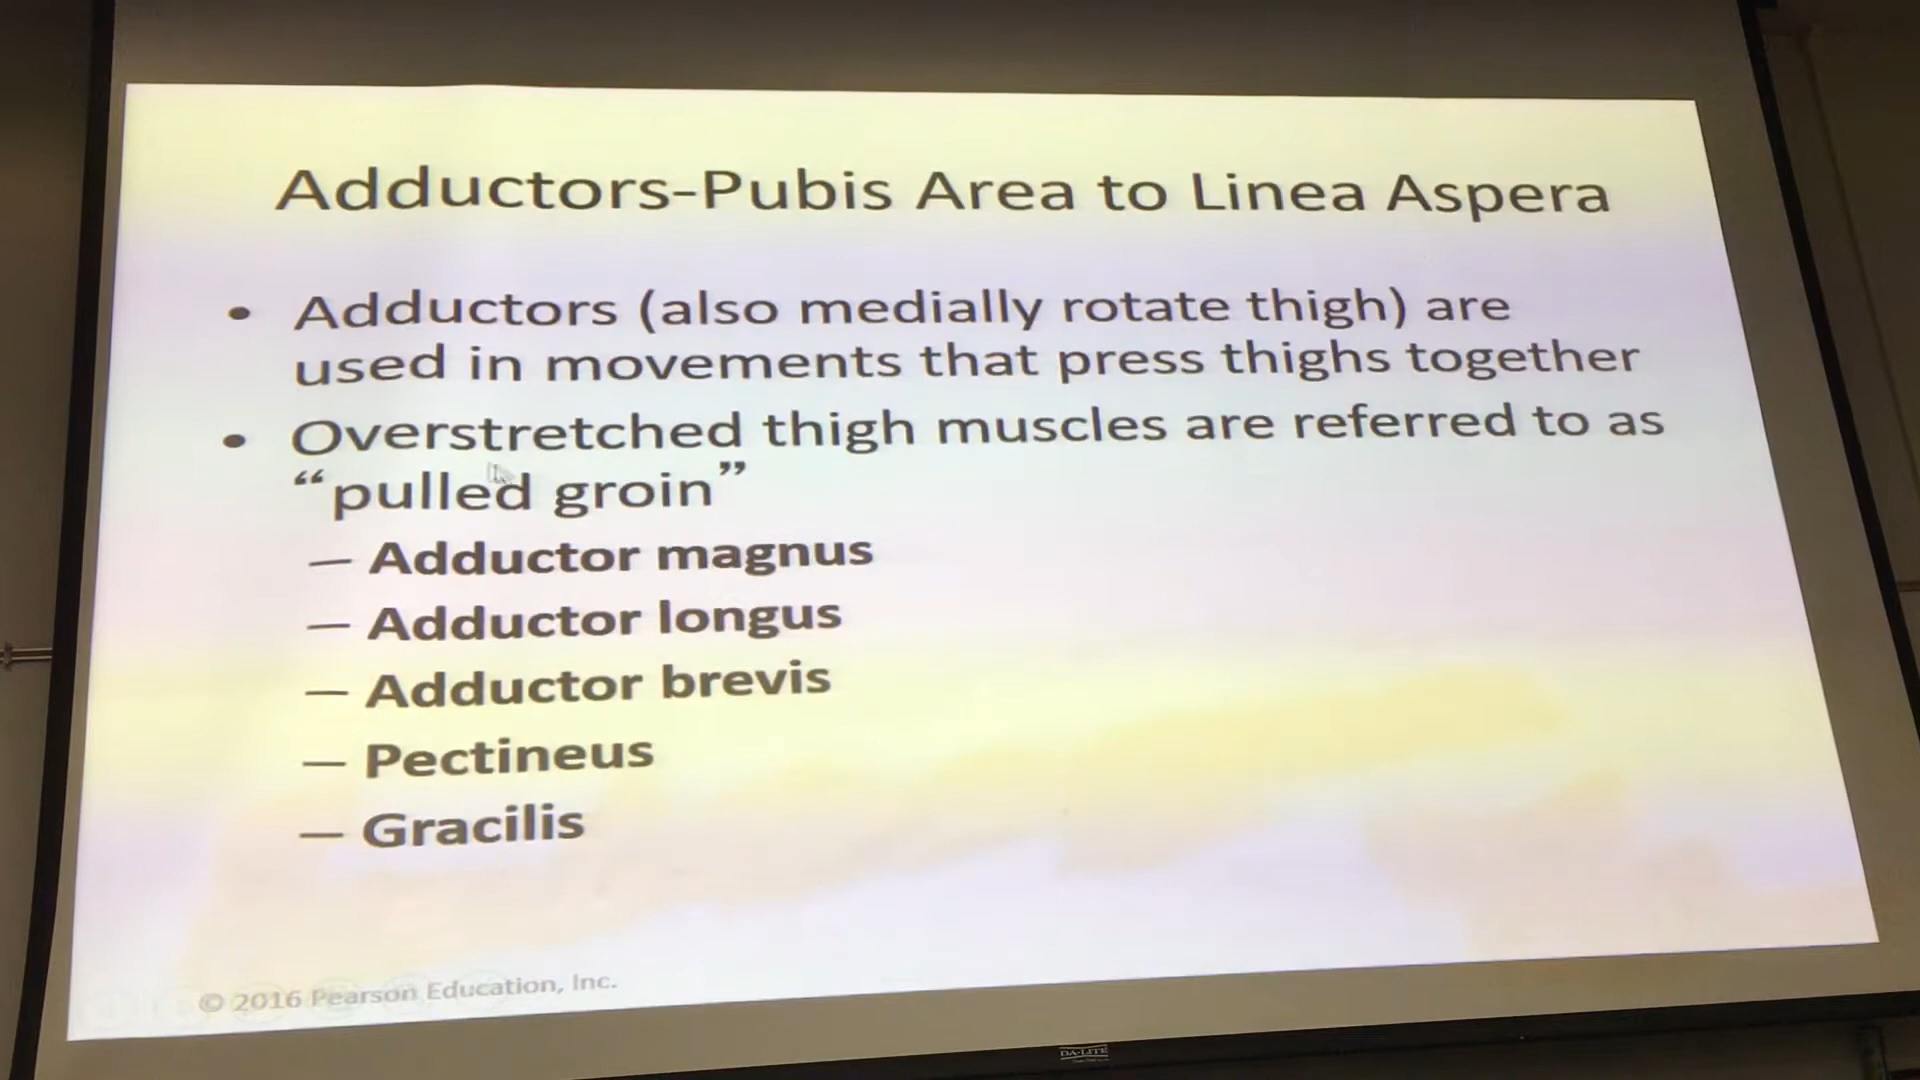 Adductors-Pubis Area to Linea Aspera
• Adductors (also medially rotate thigh) are
used in movements that press thighs together
• Overstretched thigh muscles are referred to as
“pulled groin”
— Adductor magnus
— Adductor longus
— Adductor brevis
— Pectineus
— Gracilis
© 2016 Pearson Education, Inc.
DA-LITE